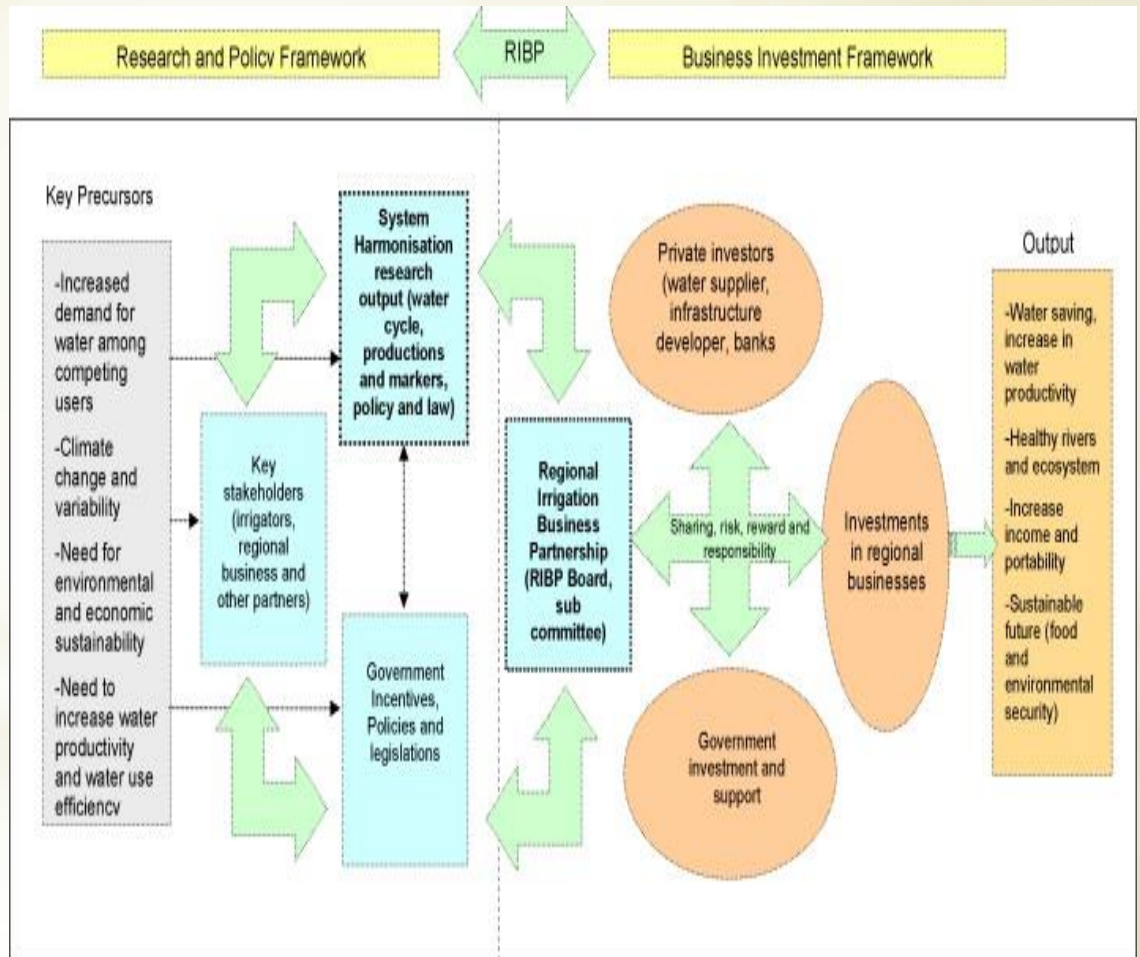 Research and Policy Framework
RIBP
Business Investment Framework
Key Precursors
-Increased
demand for
water among
competing
users
-Climate
change and
variability
-Need for
environmental
and economic
sustainability
-Need to
increase water
productivity
and water use
efficiency
Key
stakeholders
(irrigators,
regional
business and
other partners)
System
Harmonisation
research
output (water
cycle,
productions
and markers,
policy and law)
Government
Incentives,
Policies and
legislations
Regional
Irrigation
Business
Partnership
(RIBP Board,
sub
committee)
Private investors
(water supplier,
infrastructure
developer, banks
Sharing, risk, reward and
responsibility
Government
investment and
support
Investments
in regional
businesses
Output
-Water saving,
increase in
water
productivity
-Healthy rivers
and ecosystem
-Increase
income and
portability
-Sustainable
future (food
and
environmental
security)